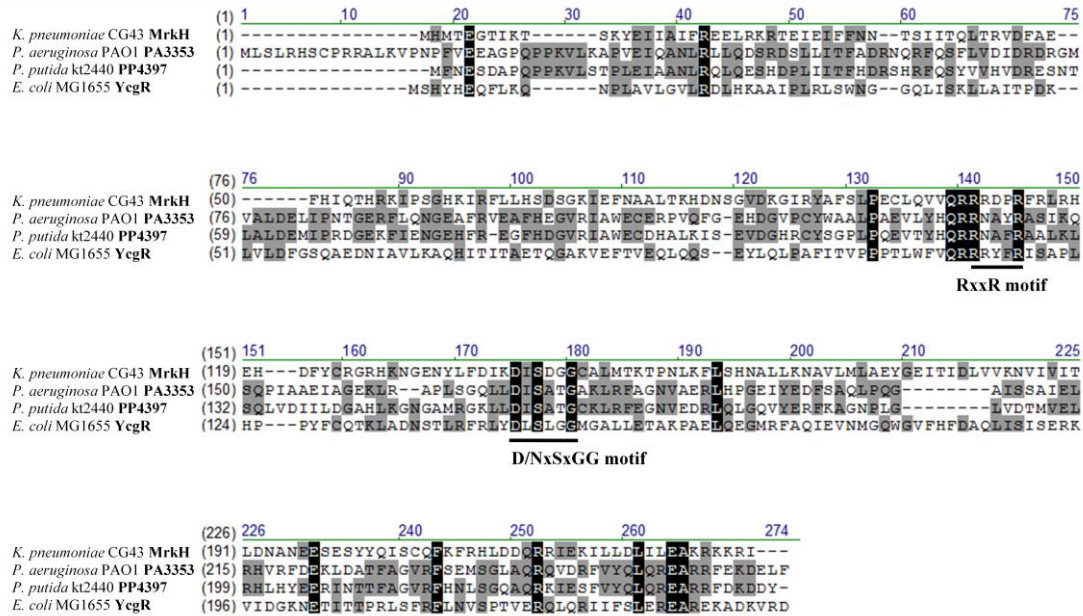 (1) 1 10 20 30 40 50 60 75
K. pneumoniae CG43 MrkH (1) ----------------MHMTEGTIKT------SKYEIIAIFREELRKRTEIEIFFNN--TSIITQLTRVDFAE--
P. aeruginosa PAO1 PA3353 (1) MLSLRHSCPRRALKVPNPFVEEAGPQPPKVLKAPVEIQANLRLLQDSRDSLLITFADRNQRFQSFLVDIDRDRGM
P. putida kt2440 PP4397 (1) -----------------MFNESDAPQPPKVLSTPLEIAANLRQLQESHDPLIITFHDRSHRFQSYVVHVDRESNT
E. coli MG1655 YcgR (1) ---------------MSHYHEQFLKQ------NPLAVLGVLRDLHKAAIPLRLSWNG--GQLISKLLAITPDK--
(76) 76 90 100 110 120 130 140 150
K. pneumoniae CG43 MrkH (50) ------FHIQTHRKIPSGHKIRFLLHSDSGKIEFNAALTKHDNSGVDKGIRYAFSLPECLQVVQRRRDPRFRLRH
P. aeruginosa PAO1 PA3353 (76) VALDELIPNTGERFLQNGEAFRVEAFHEGVRIAWECERPVQFG-EHDGVPCYWAALPAEVLYHQRRNAYRASIKQ
P. putida kt2440 PP4397 (59) LALDEMIPRDGEKFIENGEHFR-EGFHDGVRIAWECDHALKIS-EVDGHRCYSGPLPQEVTYHQRRNAFRAALKL
E. coli MG1655 YcgR (51) LVLDFGSQAEDNIAVLKAQHITITAETQGAKVEFTVEQLQQS--EYLQLPAFITVPPPTLWFVQRRRYFRISAPL
RxxR motif
(151) 151 160 170 180 190 200 210 225
K. pneumoniae CG43 MrkH (119) EH---DFYCRGRHKNGENYLFDIKDISDGGCALMTKTPNLKFLSHNALLKNAVLMLAEYGEITIDLVVKNVIVIT
P. aeruginosa PAO1 PA3353 (150) SQPIAAEIAGEKLR--APLSGQLLDISATGAKLRFAGNVAERLHPGEIYEDFSAQLPQG-------AISSAIEL
P. putida kt2440 PP4397 (132) SQLVDIILDGAHLKGNGAMRGKLLDISATGCKLRFEGNVEDRLQLGQVYERFKAGNPLG-------LVDTMVEL
E. coli MG1655 YcgR (124) HP---PYFCQTKLADNSTLRFRLYDLSLGGMGALLETAKPAELQEGMRFAQIEVNMGQWGVFHFDAQLISISERK
D/NxSxGG motif
(226) 226 240 250 260 274
K. pneumoniae CG43 MrkH (191) LDNANEESESYYQISCQFKFRHLDDQRRIEKILLDLILEAKRKKRI---
P. aeruginosa PAO1 PA3353 (215) RHVRFDEKLDATFAGVRFSEMSGLAQRQVDRFVYQLQREARRFEKDELF
P. putida kt2440 PP4397 (199) RHLHYEERINTTFAGVRFHNLSGQAQRKIESFVYQLQREARRFDKDDY-
E. coli MG1655 YcgR (196) VIDGKNETITTPRLSFRFLNVSPTVERQLQRIIFSLEREAREKADKVRD